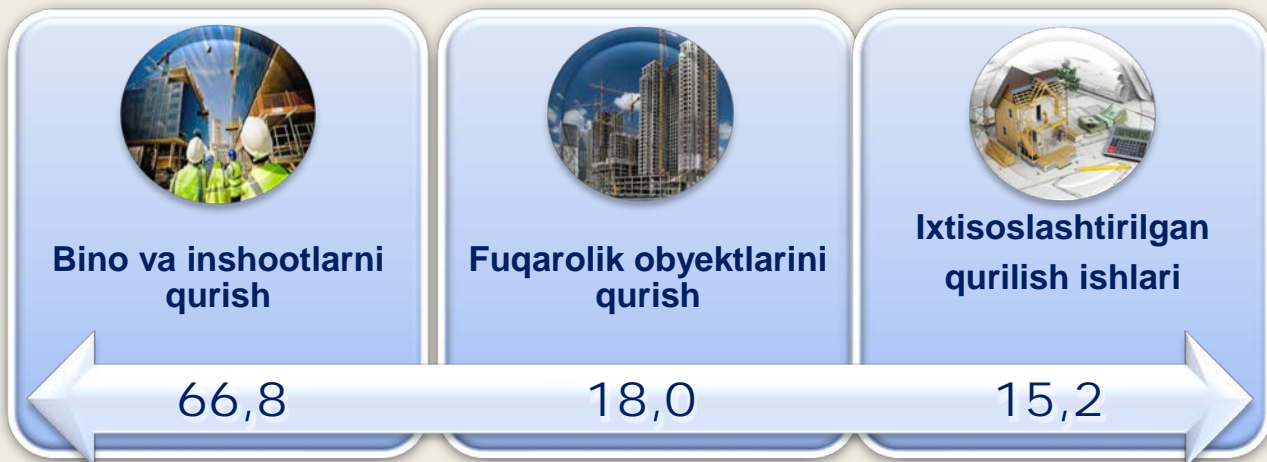 Bino va inshootlarni
qurish
66,8
Fuqarolik obyektlarini
qurish
18,0
Ixtisoslashtirilgan
qurilish ishlari
15,2